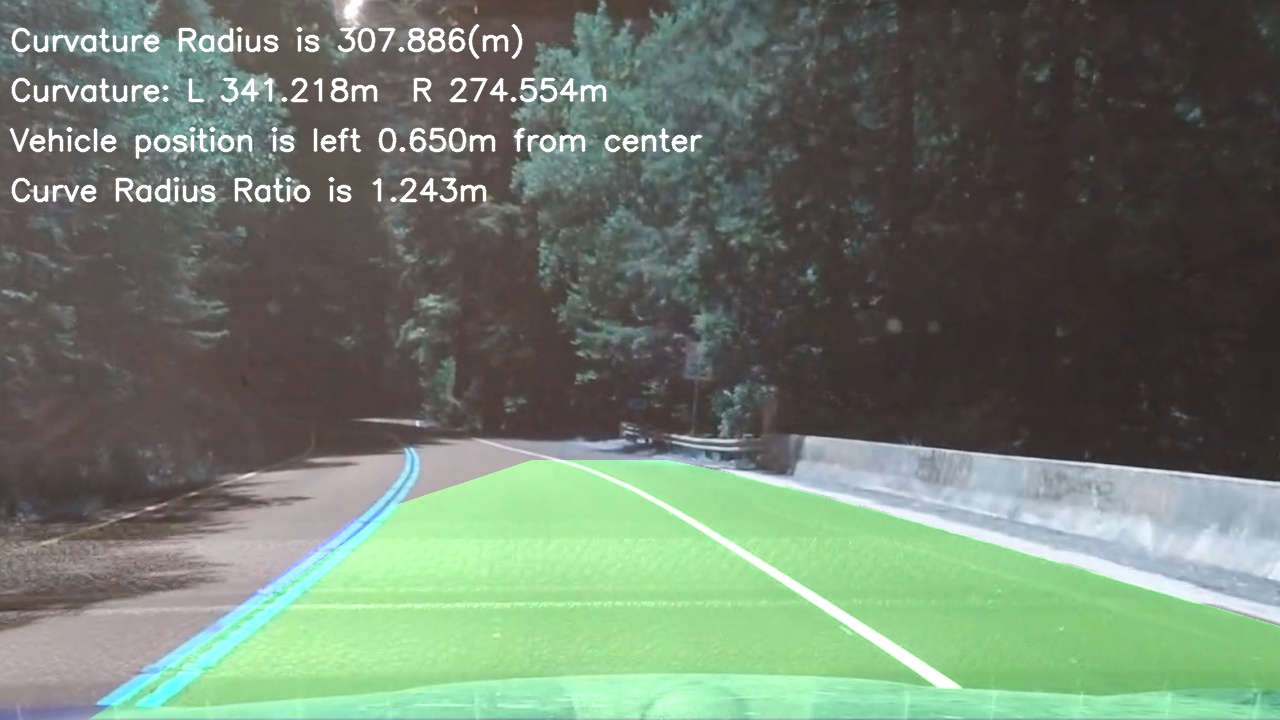 Curvature Radius is 307.886(m)
Curvature: L 341.218m R 274.554m
Vehicle position is left 0.650m from center
Curve Radius Ratio is 1.243m